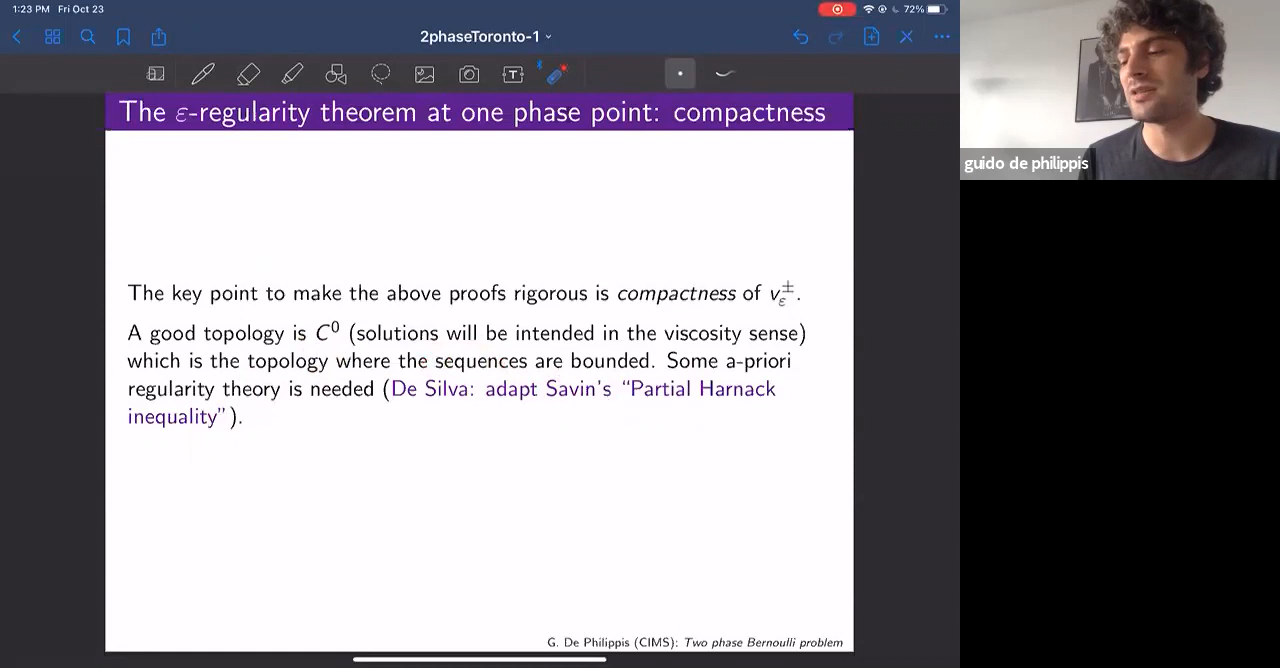 1:23 PM Fri Oct 23
72%
2phaseToronto-1
T
The ε-regularity theorem at one phase point: compactness
guido de philippis
The key point to make the above proofs rigorous is compactness of v_ε^±.
A good topology is C⁰ (solutions will be intended in the viscosity sense)
which is the topology where the sequences are bounded. Some a-priori
regularity theory is needed (De Silva: adapt Savin's “Partial Harnack
inequality”).
G. De Philippis (CIMS): Two phase Bernoulli problem